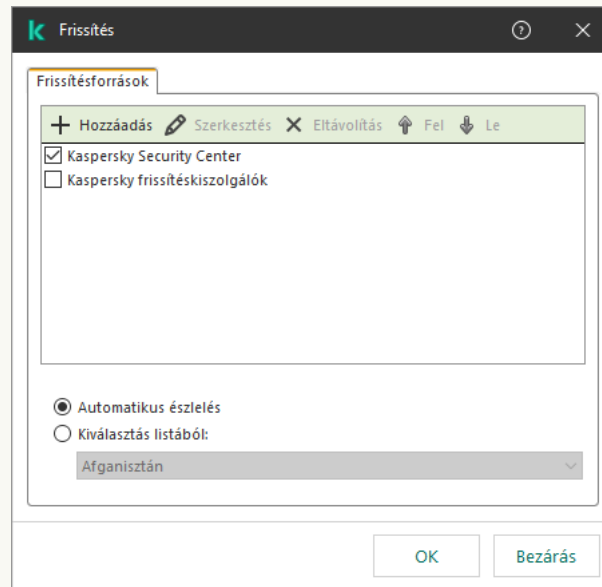 Frissítés
Frissítésforrások
Hozzáadás Szerkesztés Eltávolítás Fel Le
Kaspersky Security Center
Kaspersky frissítéskiszolgálók
Automatikus észlelés
Kiválasztás listából:
Afganisztán
OK Bezárás